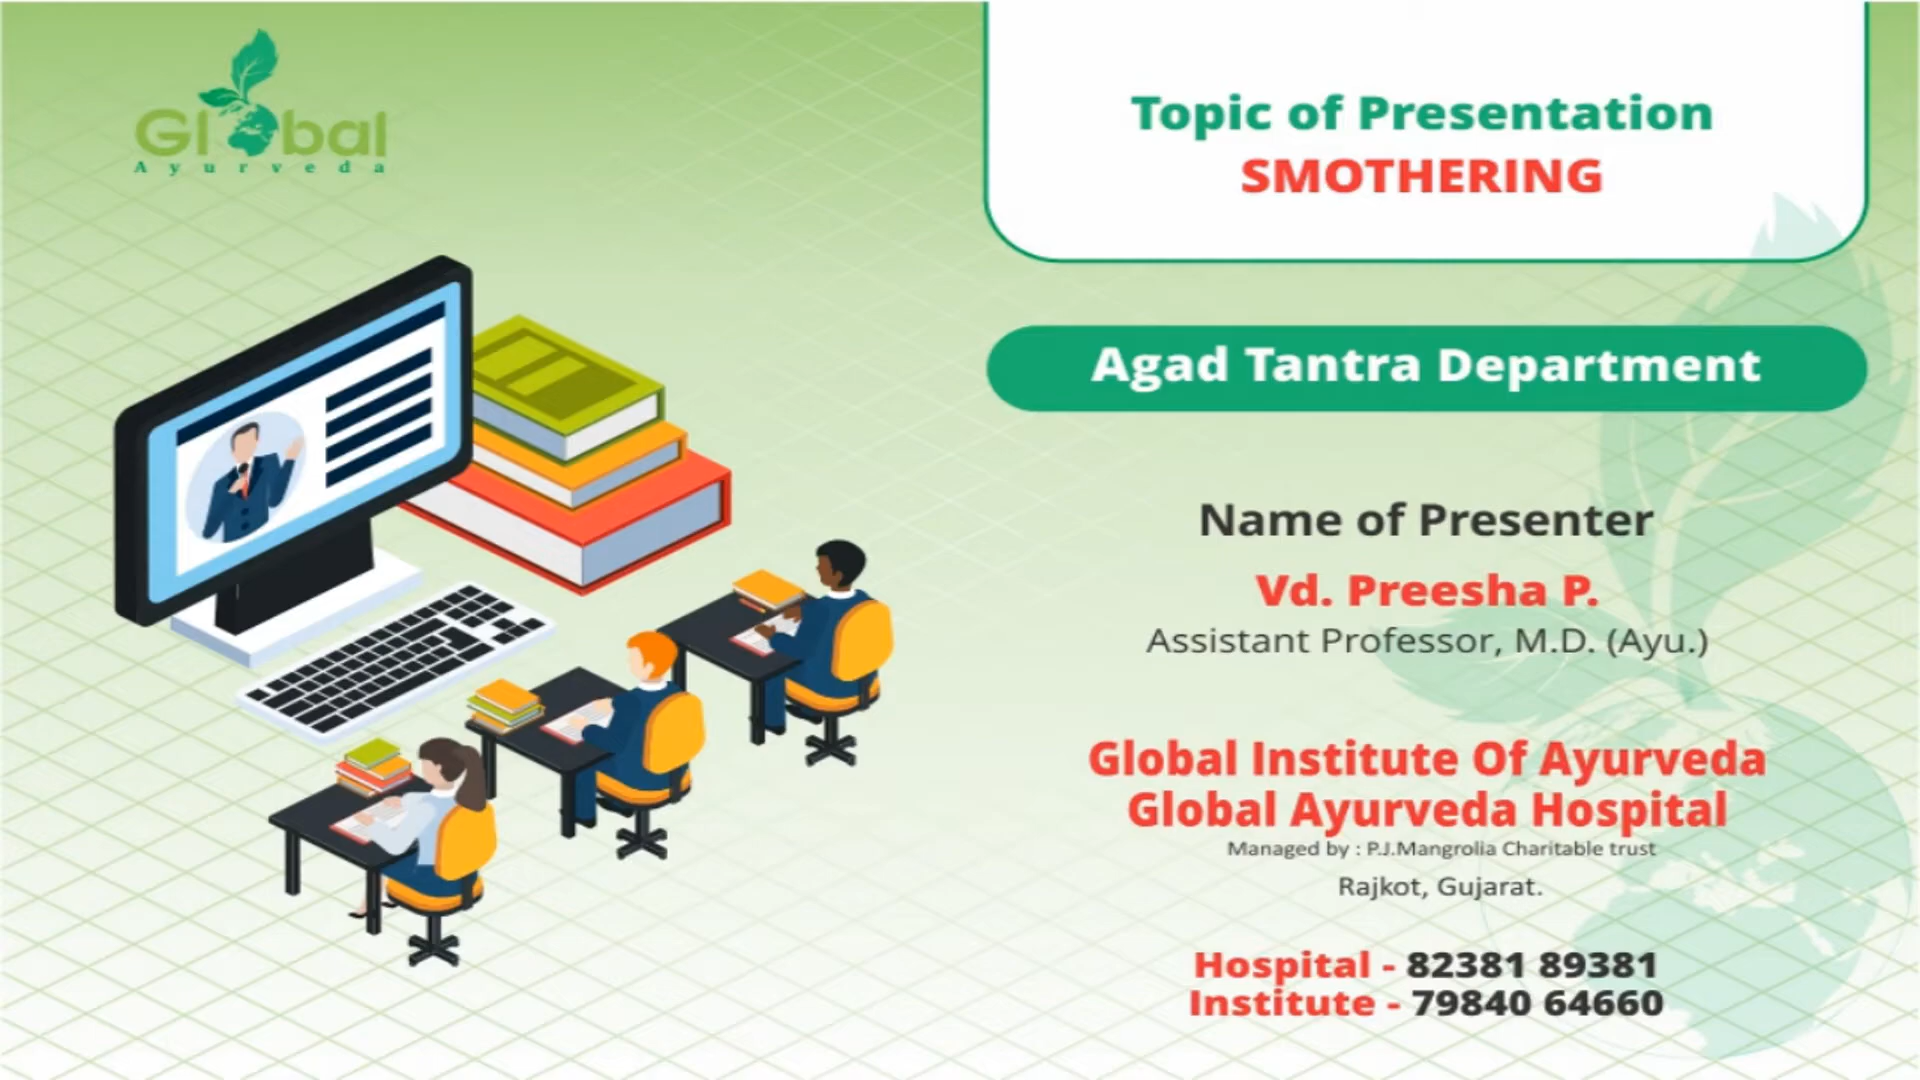 Global
Ayurveda
Topic of Presentation
SMOTHERING
Agad Tantra Department
Name of Presenter
Vd. Preesha P.
Assistant Professor, M.D. (Ayu.)
Global Institute Of Ayurveda
Global Ayurveda Hospital
Managed by : P.J.Mangrolia Charitable trust
Rajkot, Gujarat.
Hospital - 82381 89381
Institute - 79840 64660